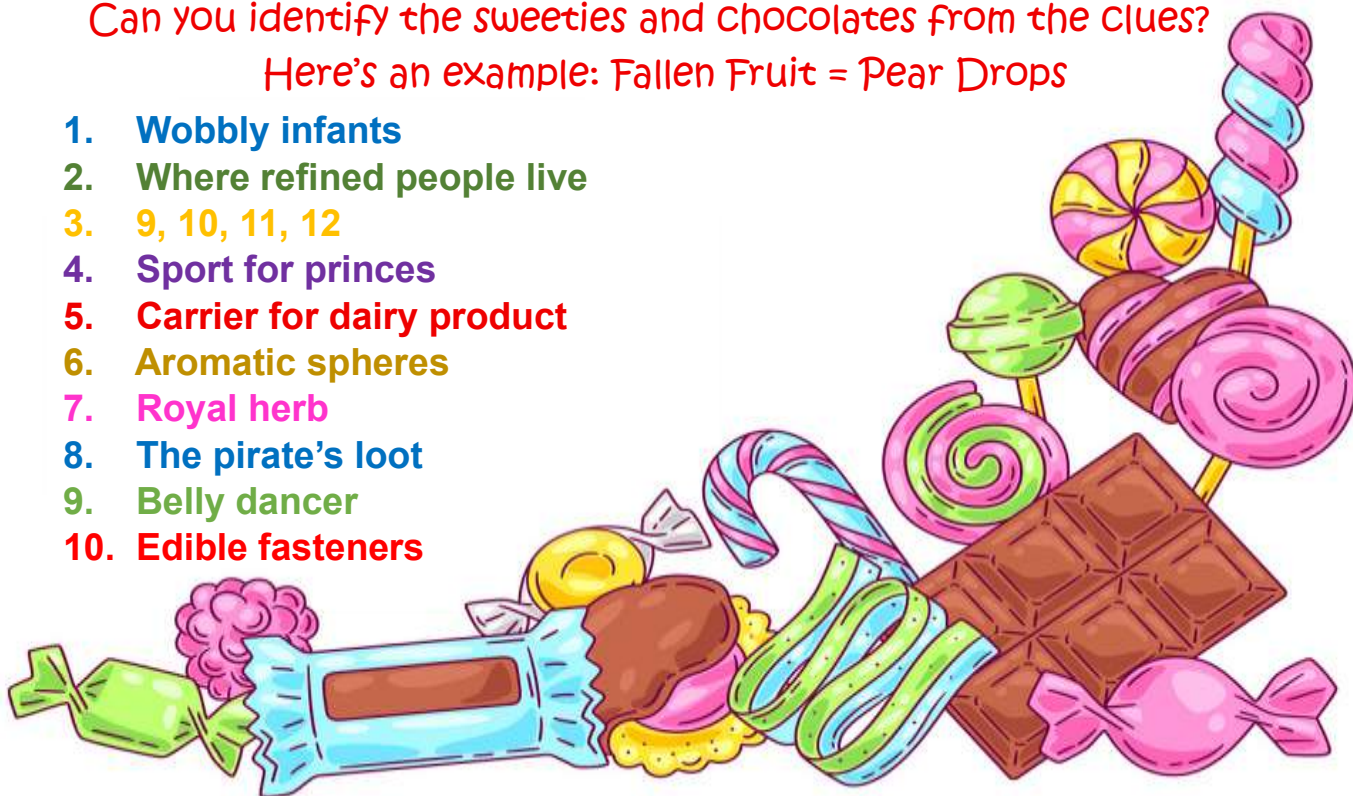 Can you identify the sweeties and chocolates from the clues?
Here's an example: Fallen Fruit = Pear Drops
1. Wobbly infants
2. Where refined people live
3. 9, 10, 11, 12
4. Sport for princes
5. Carrier for dairy product
6. Aromatic spheres
7. Royal herb
8. The pirate's loot
9. Belly dancer
10. Edible fasteners